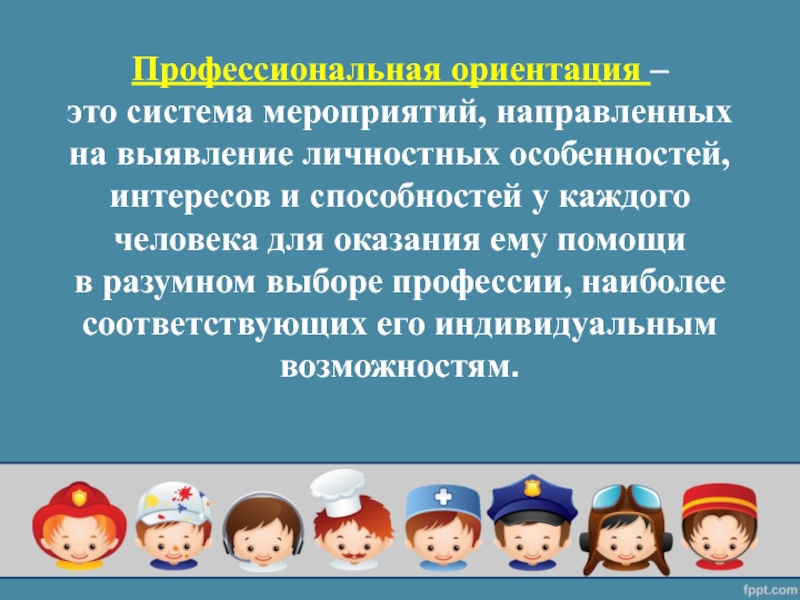 Профессиональная ориентация –
это система мероприятий, направленных
на выявление личностных особенностей,
интересов и способностей у каждого
человека для оказания ему помощи
в разумном выборе профессии, наиболее
соответствующих его индивидуальным
возможностям.
fppt.com